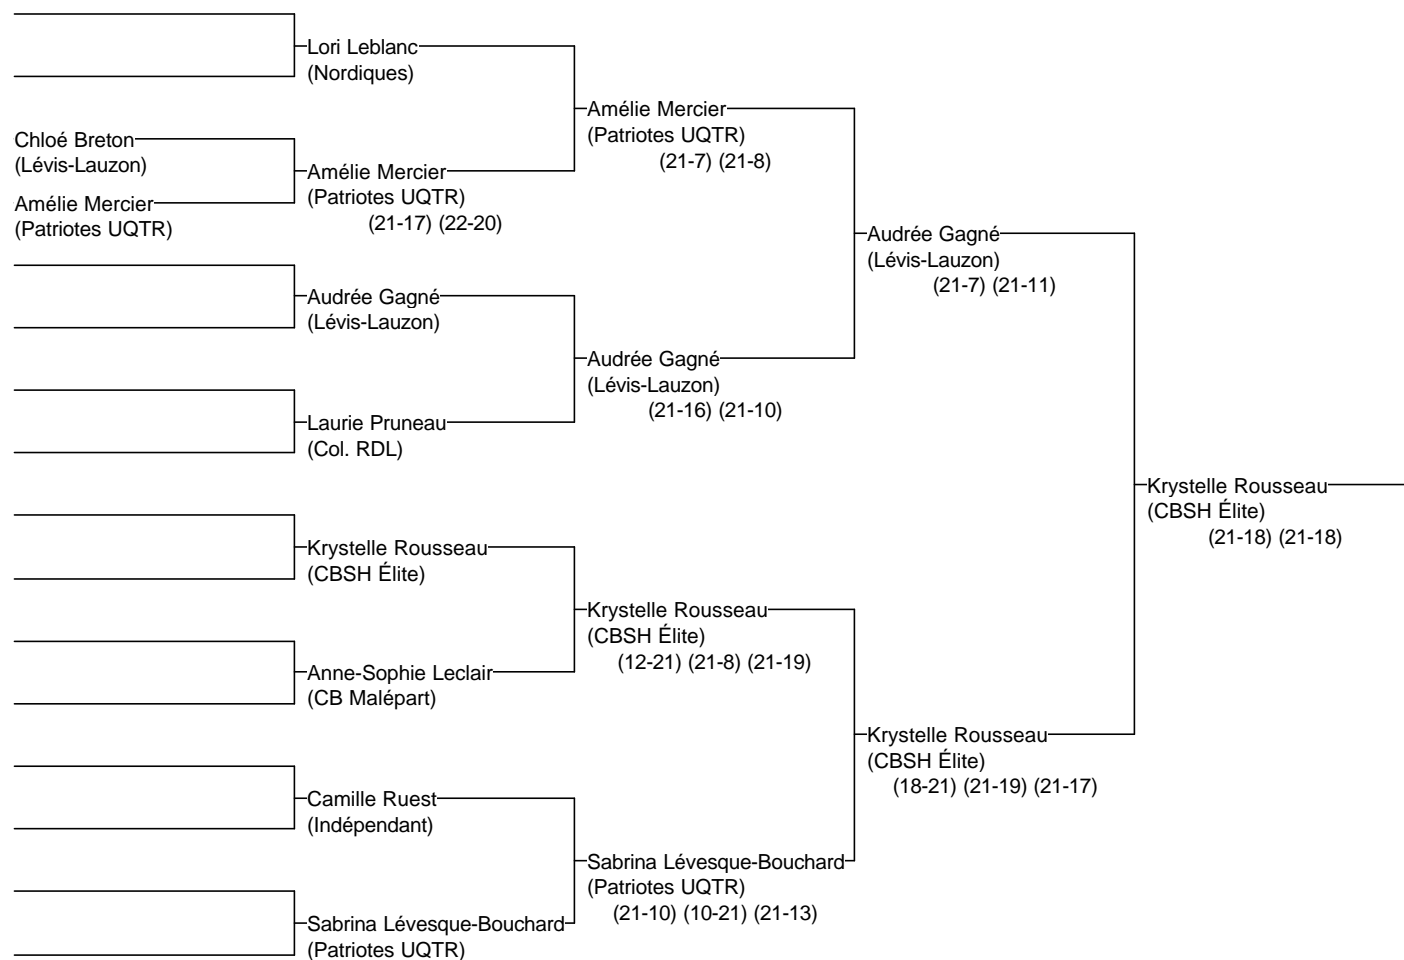 Lori Leblanc
(Nordiques)
Chloé Breton
(Lévis-Lauzon)
Amélie Mercier
(Patriotes UQTR)
Amélie Mercier
(Patriotes UQTR)
(21-17) (22-20)
Amélie Mercier
(Patriotes UQTR)
(21-7) (21-8)
Audrée Gagné
(Lévis-Lauzon)
Laurie Pruneau
(Col. RDL)
Audrée Gagné
(Lévis-Lauzon)
(21-16) (21-10)
Audrée Gagné
(Lévis-Lauzon)
(21-7) (21-11)
Krystelle Rousseau
(CBSH Élite)
Anne-Sophie Leclair
(CB Malépart)
Krystelle Rousseau
(CBSH Élite)
(12-21) (21-8) (21-19)
Camille Ruest
(Indépendant)
Sabrina Lévesque-Bouchard
(Patriotes UQTR)
Sabrina Lévesque-Bouchard
(Patriotes UQTR)
(21-10) (10-21) (21-13)
Krystelle Rousseau
(CBSH Élite)
(18-21) (21-19) (21-17)
Krystelle Rousseau
(CBSH Élite)
(21-18) (21-18)